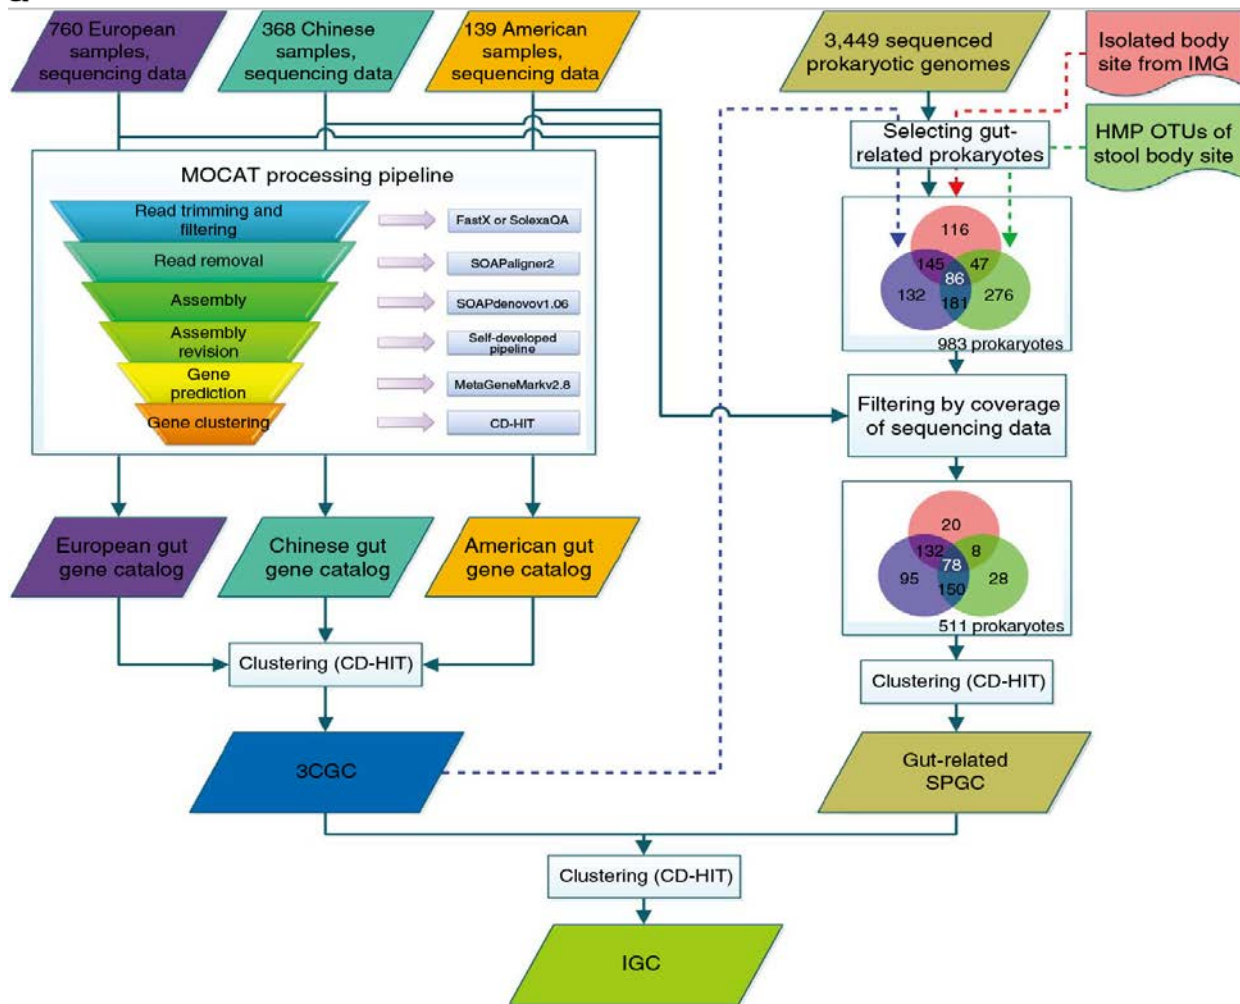 760 European
samples,
sequencing data
368 Chinese
samples,
sequencing data
139 American
samples,
sequencing data
3,449 sequenced
prokaryotic genomes
Isolated body
site from IMG
HMP OTUs of
stool body site
Selecting gut-
related prokaryotes
MOCAT processing pipeline
Read trimming and
filtering
FastX or SolexaQA
Read removal
SOAPaligner2
Assembly
SOAPdenovov1.06
Assembly
revision
Self-developed
pipeline
Gene
prediction
MetaGeneMarkv2.8
Gene clustering
CD-HIT
116
145
47
86
132
181
276
983 prokaryotes
Filtering by coverage
of sequencing data
20
132
8
78
95
150
28
511 prokaryotes
European gut
gene catalog
Chinese gut
gene catalog
American gut
gene catalog
Clustering (CD-HIT)
Clustering (CD-HIT)
3CGC
Gut-related
SPGC
Clustering (CD-HIT)
IGC